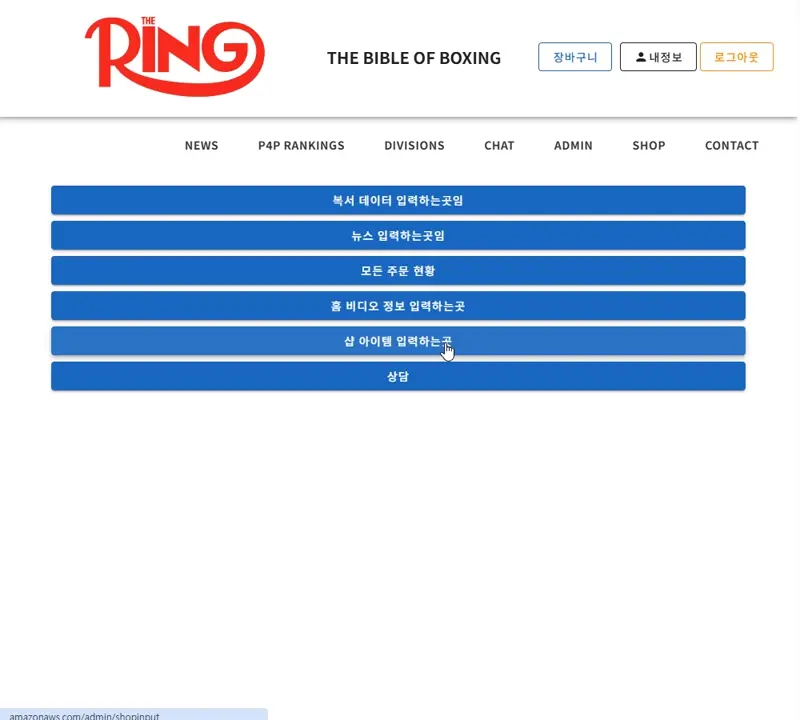 THE
RING
THE BIBLE OF BOXING
장바구니
내정보
로그아웃
NEWS
P4P RANKINGS
DIVISIONS
CHAT
ADMIN
SHOP
CONTACT
복서 데이터 입력하는곳임
뉴스 입력하는곳임
모든 주문 현황
홈 비디오 정보 입력하는곳
샵 아이템 입력하는곳
상담
amazonaws.com/admin/shopinput